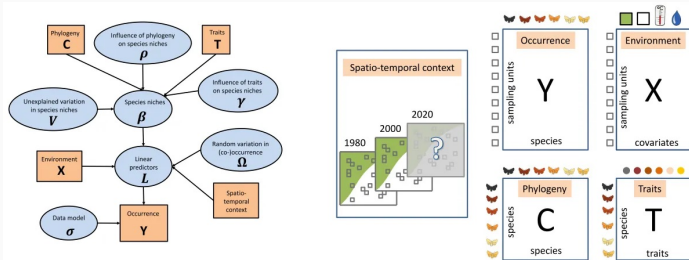 Phylogeny
C
Influence of phylogeny
on species niches
ρ
Traits
T
Influence of traits
on species niches
γ
Unexplained variation
in species niches
V
Species niches
β
Environment
X
Linear
predictors
L
Random variation in
(co-)occurrence
Ω
Spatio-
temporal
context
Data model
σ
Occurrence
Y
Spatio-temporal context
1980
2000
2020
?
Occurrence
sampling units
Y
species
Environment
sampling units
X
covariates
Phylogeny
species
C
species
Traits
species
T
traits